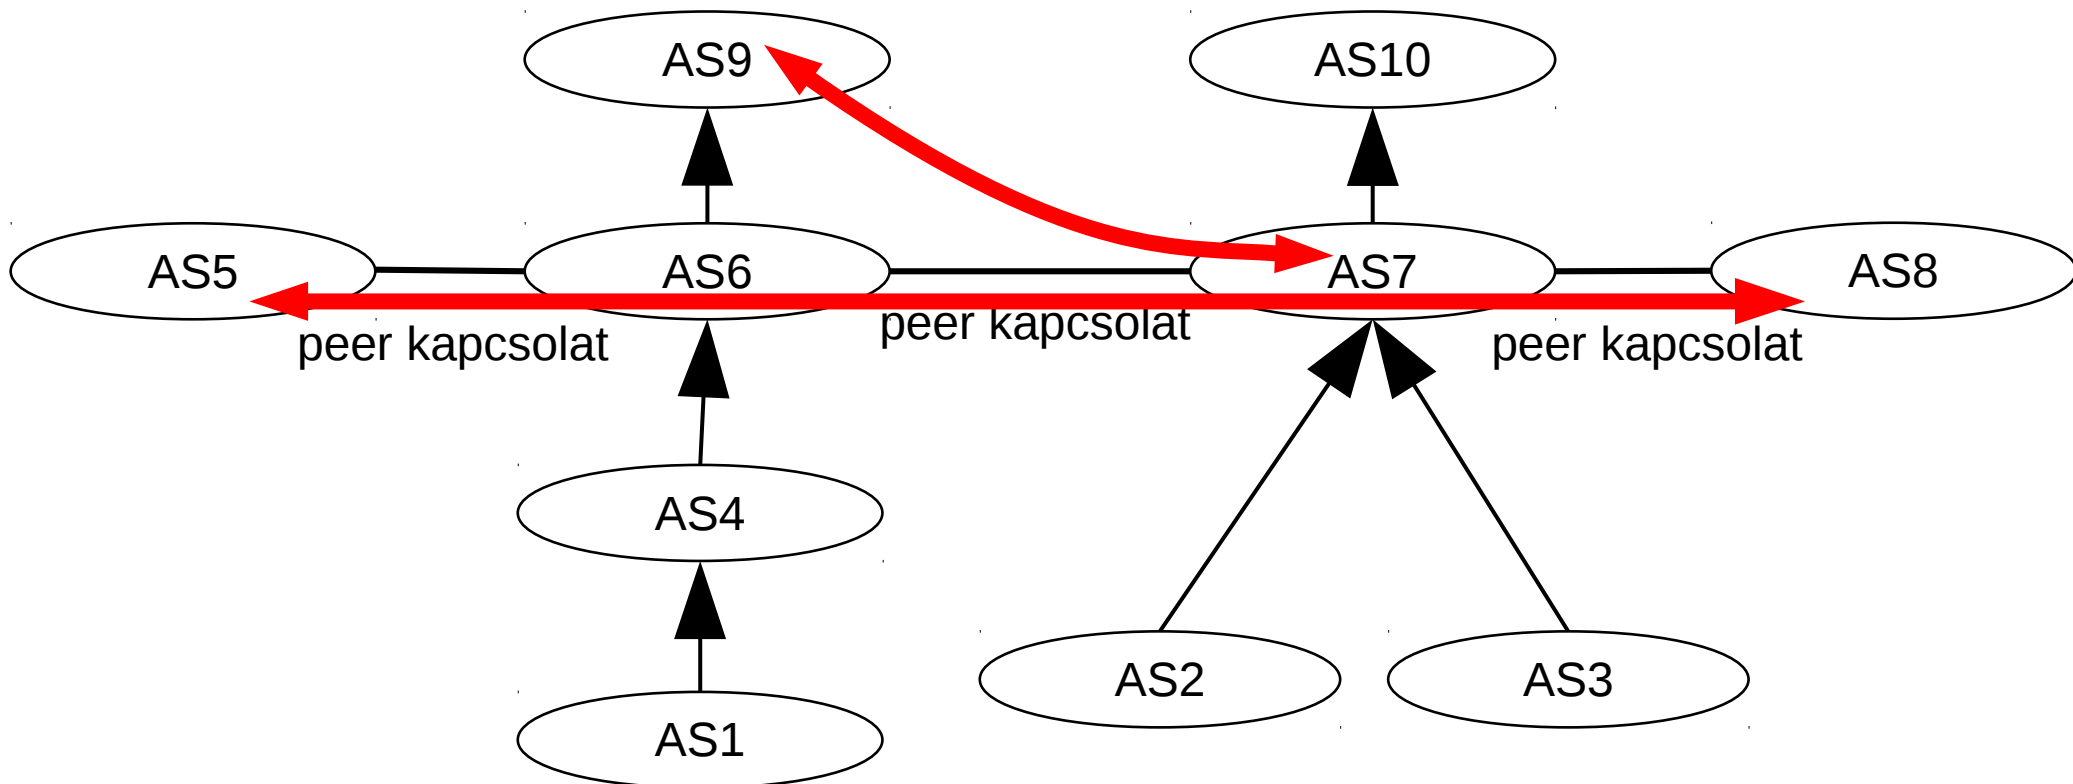 AS9
AS10
AS5
AS6
AS7
AS8
peer kapcsolat
peer kapcsolat
peer kapcsolat
AS4
AS2
AS3
AS1